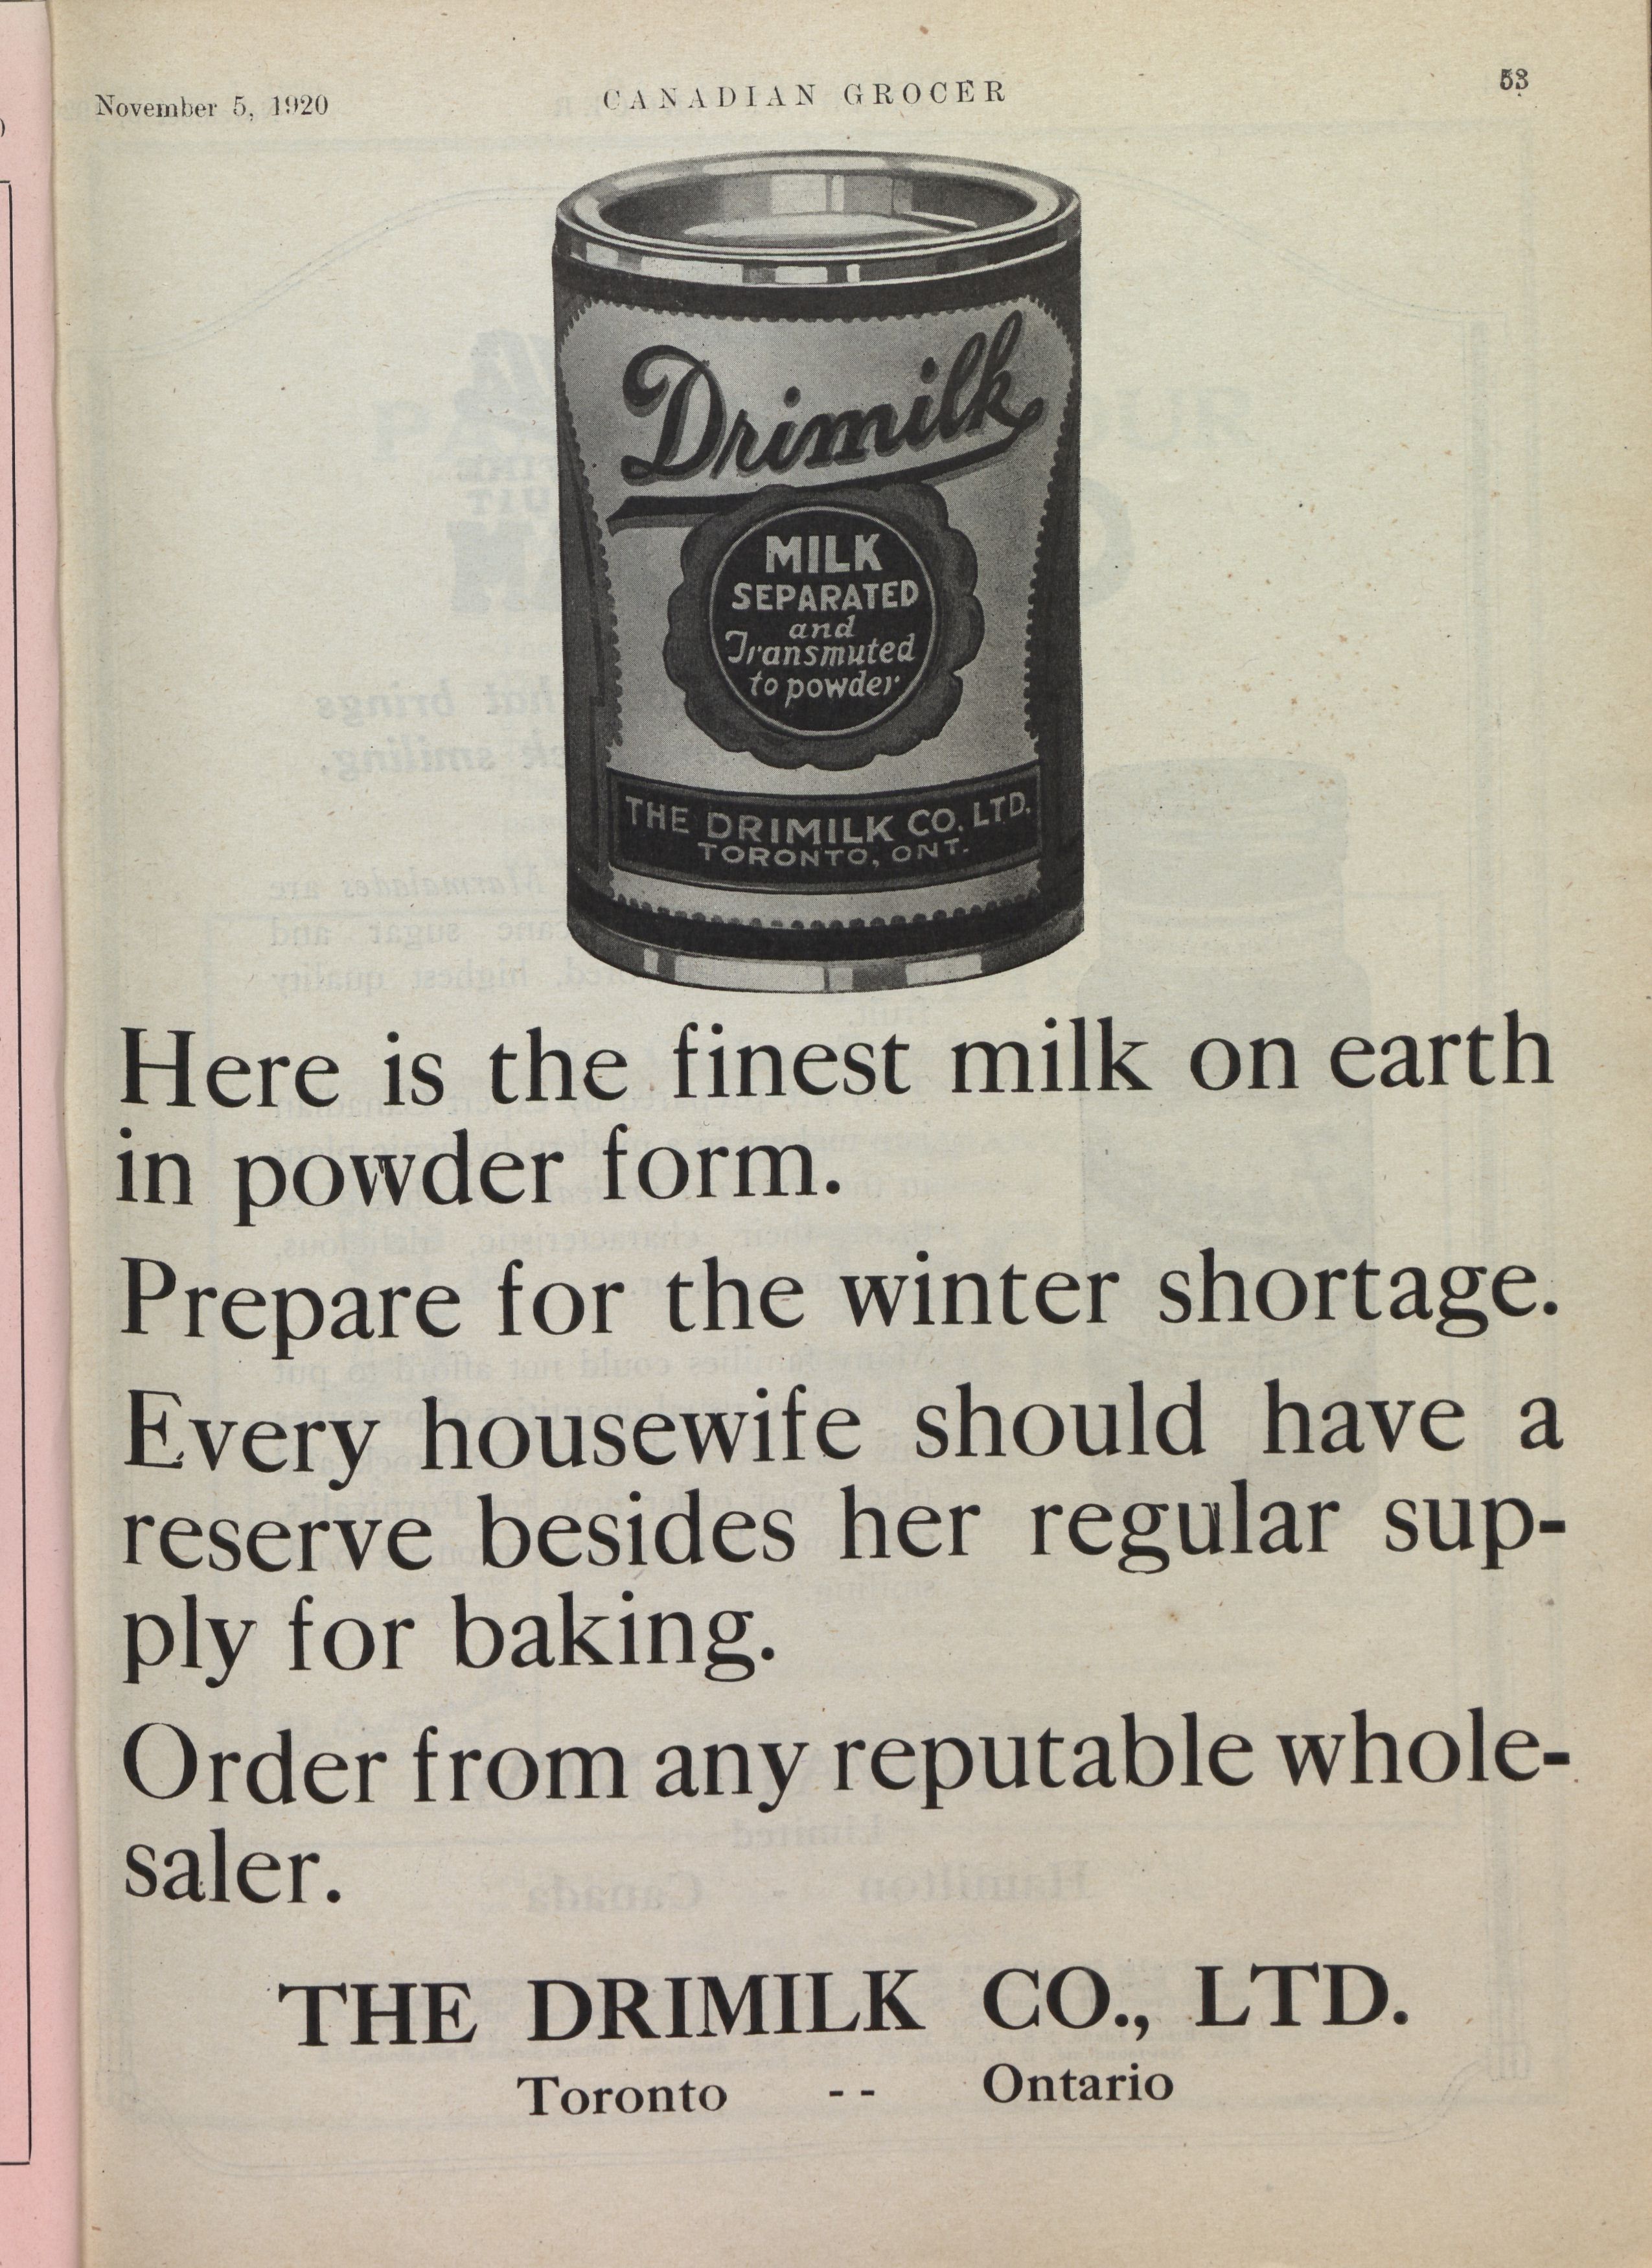 November 5, 1920
CANADIAN GROCER
53
Drimilk
MILK
SEPARATED
and
Transmuted
to powder
THE DRIMILK CO. LTD.
TORONTO, ONT.
Here is the finest milk on earth
in powder form.
Prepare for the winter shortage.
Every housewife should have a
reserve besides her regular sup-
ply for baking.
Order from any reputable whole-
saler.
THE DRIMILK CO., LTD.
Toronto -- Ontario